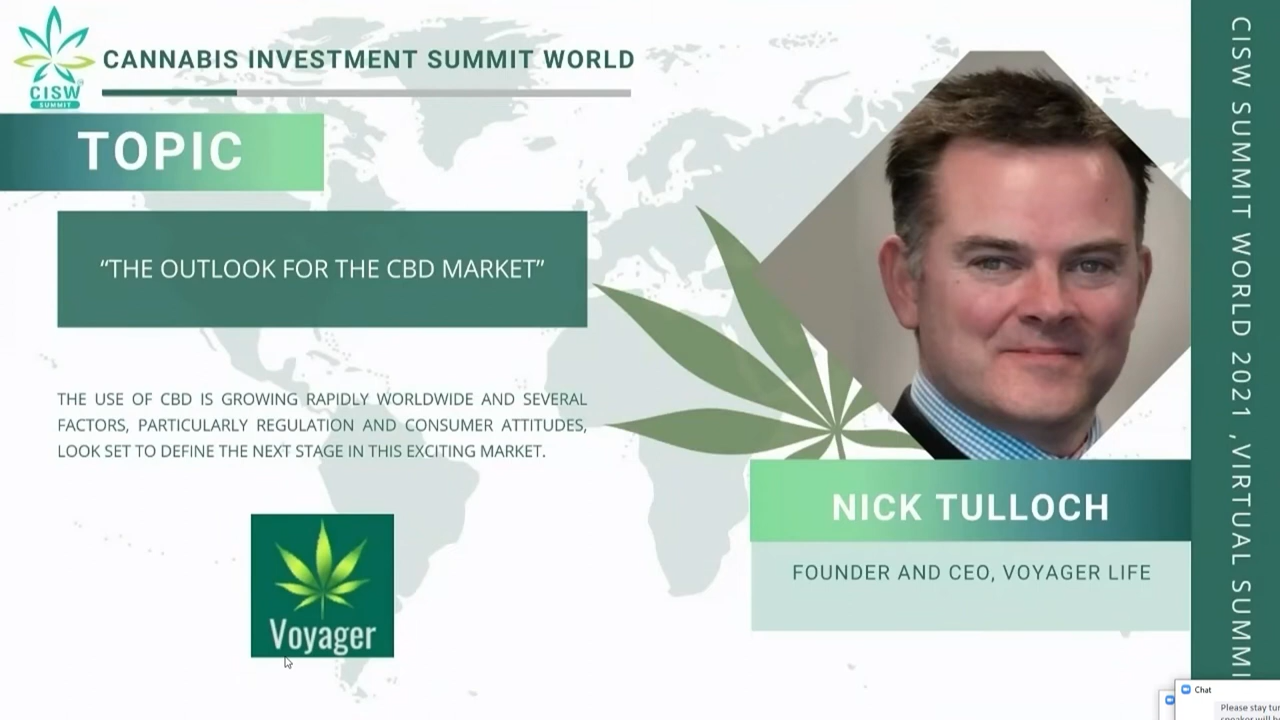 CISW
SUMMIT
CANNABIS INVESTMENT SUMMIT WORLD
TOPIC
“THE OUTLOOK FOR THE CBD MARKET”
THE USE OF CBD IS GROWING RAPIDLY WORLDWIDE AND SEVERAL
FACTORS, PARTICULARLY REGULATION AND CONSUMER ATTITUDES,
LOOK SET TO DEFINE THE NEXT STAGE IN THIS EXCITING MARKET.
Voyager
NICK TULLOCH
FOUNDER AND CEO, VOYAGER LIFE
CISW SUMMIT WORLD 2021 ,VIRTUAL SUMMI
Chat
Please stay tu